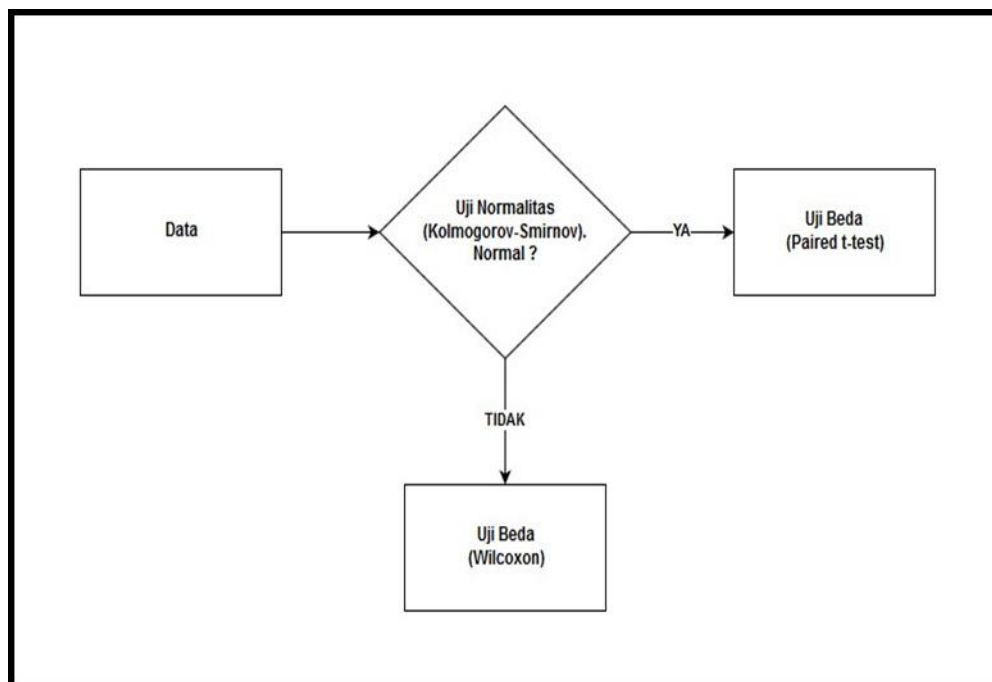 Data
Uji Normalitas
(Kolmogorov-Smirnov).
Normal ?
YA
Uji Beda
(Paired t-test)
TIDAK
Uji Beda
(Wilcoxon)